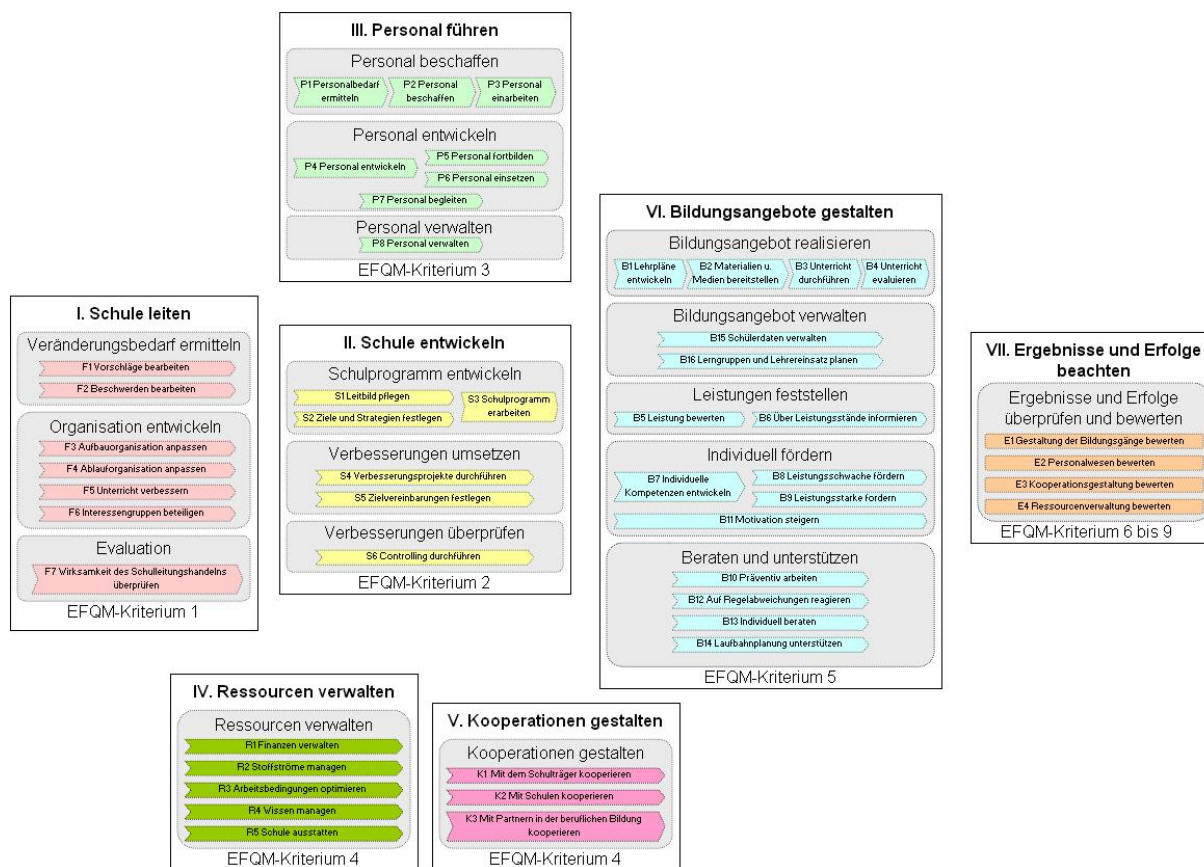 III. Personal führen
Personal beschaffen
P1 Personalbedarf
ermitteln
P2 Personal
beschaffen
P3 Personal
einarbeiten
Personal entwickeln
P4 Personal entwickeln
P5 Personal fortbilden
P6 Personal einsetzen
P7 Personal begleiten
Personal verwalten
P8 Personal verwalten
EFQM-Kriterium 3
I. Schule leiten
Veränderungsbedarf ermitteln
F1 Vorschläge bearbeiten
F2 Beschwerden bearbeiten
Organisation entwickeln
F3 Aufbauorganisation anpassen
F4 Ablauforganisation anpassen
F5 Unterricht verbessern
F6 Interessengruppen beteiligen
Evaluation
F7 Wirksamkeit des Schulleitungshandelns
überprüfen
EFQM-Kriterium 1
II. Schule entwickeln
Schulprogramm entwickeln
S1 Leitbild pflegen
S2 Ziele und Strategien festlegen
S3 Schulprogramm
erarbeiten
Verbesserungen umsetzen
S4 Verbesserungsprojekte durchführen
S5 Zielvereinbarungen festlegen
Verbesserungen überprüfen
S6 Controlling durchführen
EFQM-Kriterium 2
VI. Bildungsangebote gestalten
Bildungsangebot realisieren
B1 Lehrpläne
entwickeln
B2 Materialien u.
Medien bereitstellen
B3 Unterricht
durchführen
B4 Unterricht
evaluieren
Bildungsangebot verwalten
B15 Schülerdaten verwalten
B16 Lerngruppen und Lehrereinsatz planen
Leistungen feststellen
B5 Leistung bewerten
B6 Über Leistungsstände informieren
Individuell fördern
B7 Individuelle
Kompetenzen entwickeln
B8 Leistungsschwache fördern
B9 Leistungsstarke fordern
B11 Motivation steigern
Beraten und unterstützen
B10 Präventiv arbeiten
B12 Auf Regelabweichungen reagieren
B13 Individuell beraten
B14 Laufbahnplanung unterstützen
EFQM-Kriterium 5
VII. Ergebnisse und Erfolge
beachten
Ergebnisse und Erfolge
überprüfen und bewerten
E1 Gestaltung der Bildungsgänge bewerten
E2 Personalwesen bewerten
E3 Kooperationsgestaltung bewerten
E4 Ressourcenverwaltung bewerten
EFQM-Kriterium 6 bis 9
IV. Ressourcen verwalten
Ressourcen verwalten
R1 Finanzen verwalten
R2 Stoffströme managen
R3 Arbeitsbedingungen optimieren
R4 Wissen managen
R5 Schule ausstatten
EFQM-Kriterium 4
V. Kooperationen gestalten
Kooperationen gestalten
K1 Mit dem Schulträger kooperieren
K2 Mit Schulen kooperieren
K3 Mit Partnern in der beruflichen Bildung
kooperieren
EFQM-Kriterium 4